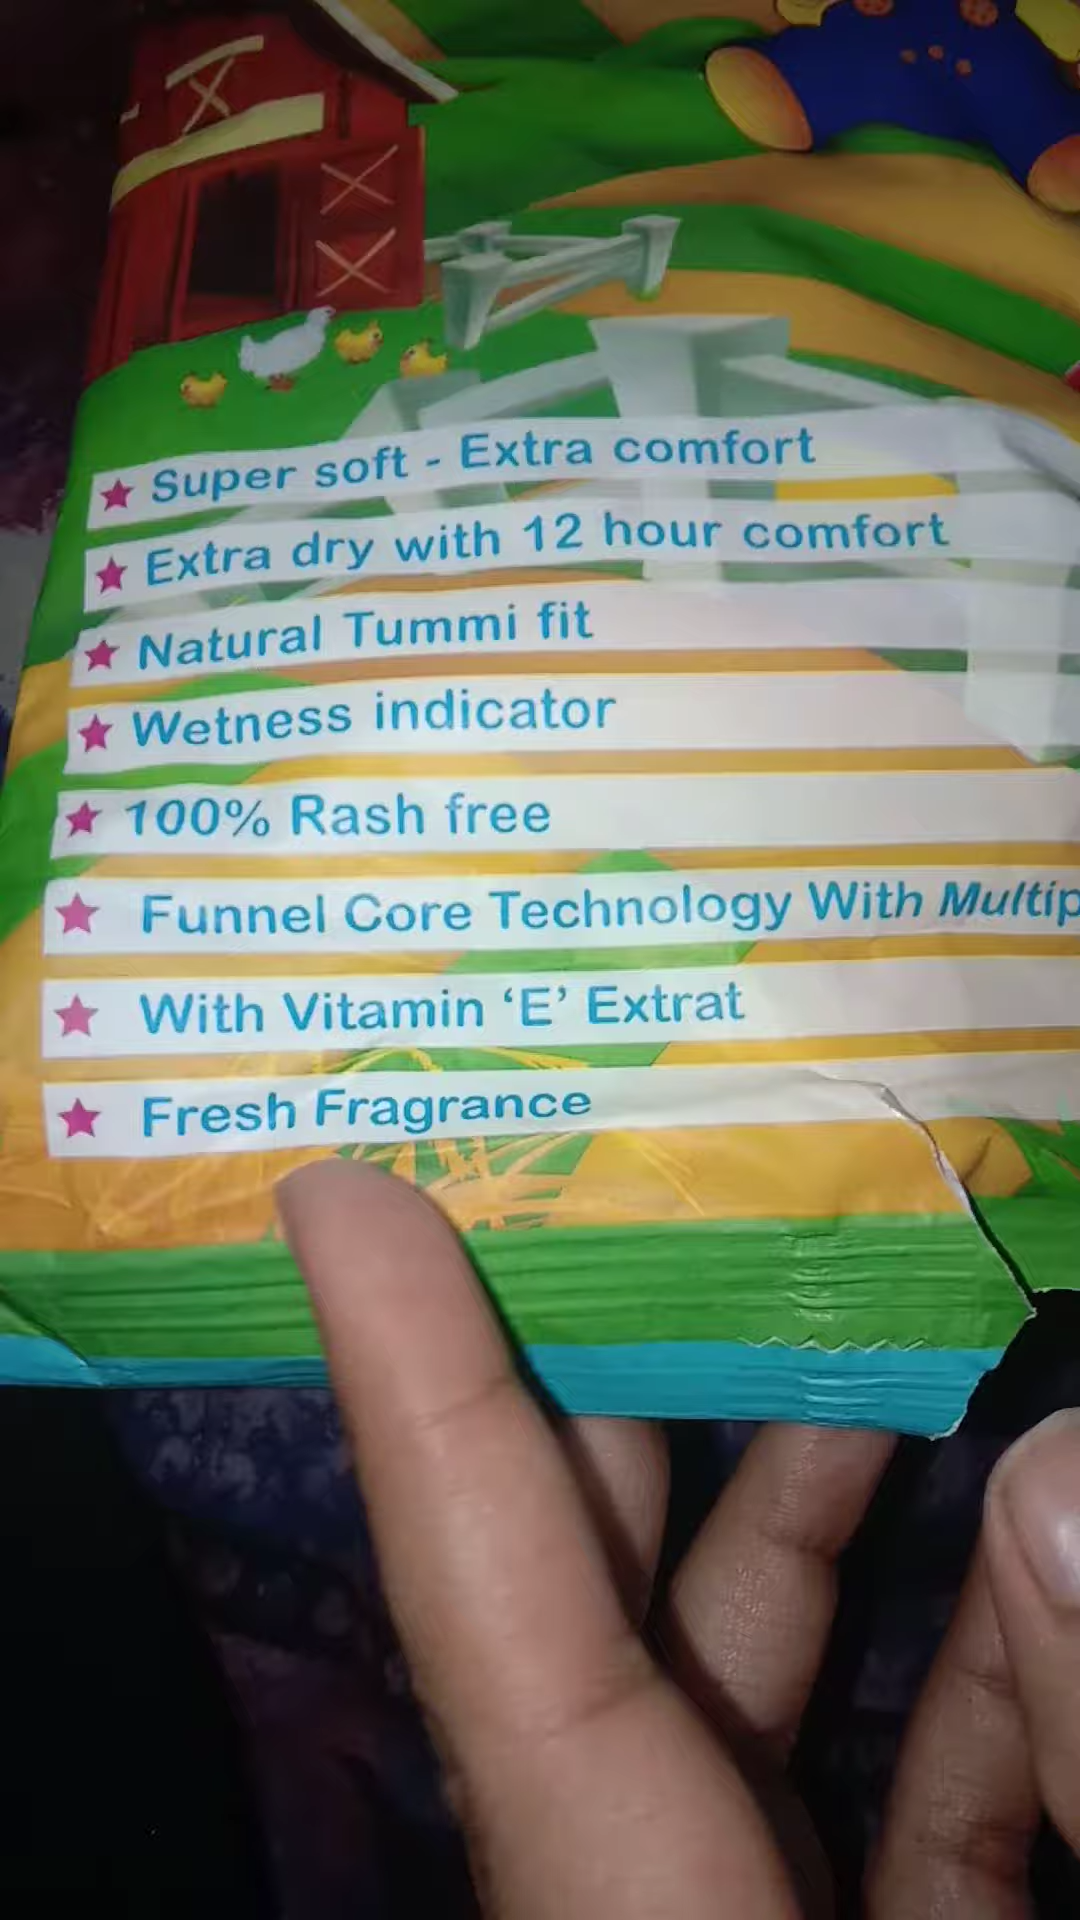 Super soft - Extra comfort
Extra dry with 12 hour comfort
Natural Tummi fit
Wetness indicator
100% Rash free
Funnel Core Technology With
With Vitamin ‘E’ Extrat
Fresh Fragrance